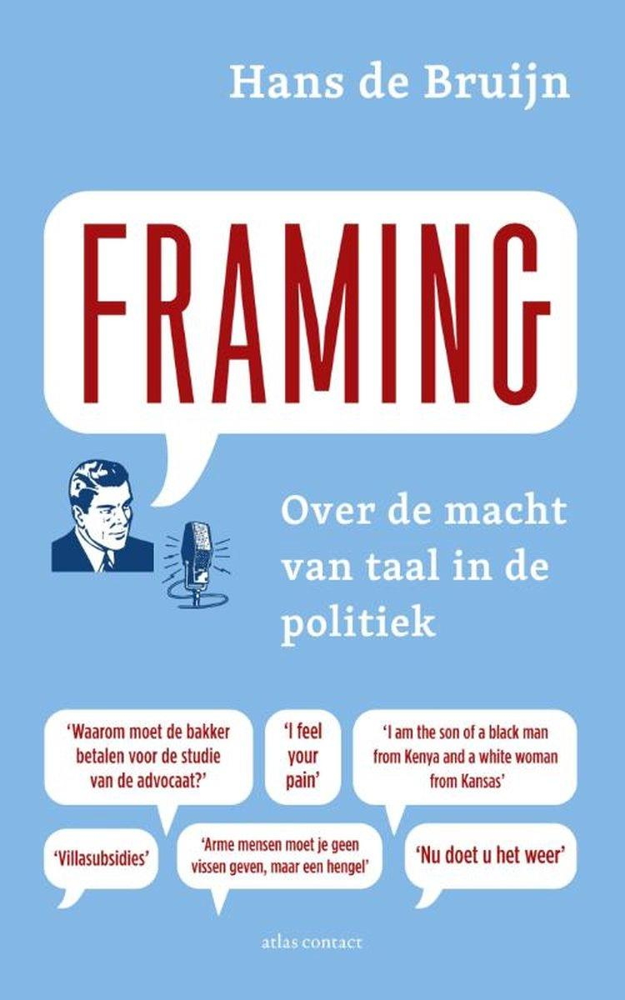 Hans de Bruijn
FRAMING
Over de macht
van taal in de
politiek
‘Waarom moet de bakker
betalen voor de studie
van de advocaat?’
‘I feel
your
pain’
‘I am the son of a black man
from Kenya and a white woman
from Kansas’
‘Villasubsidies’
‘Arme mensen moet je geen
vissen geven, maar een hengel’
‘Nu doet u het weer’
atlas contact